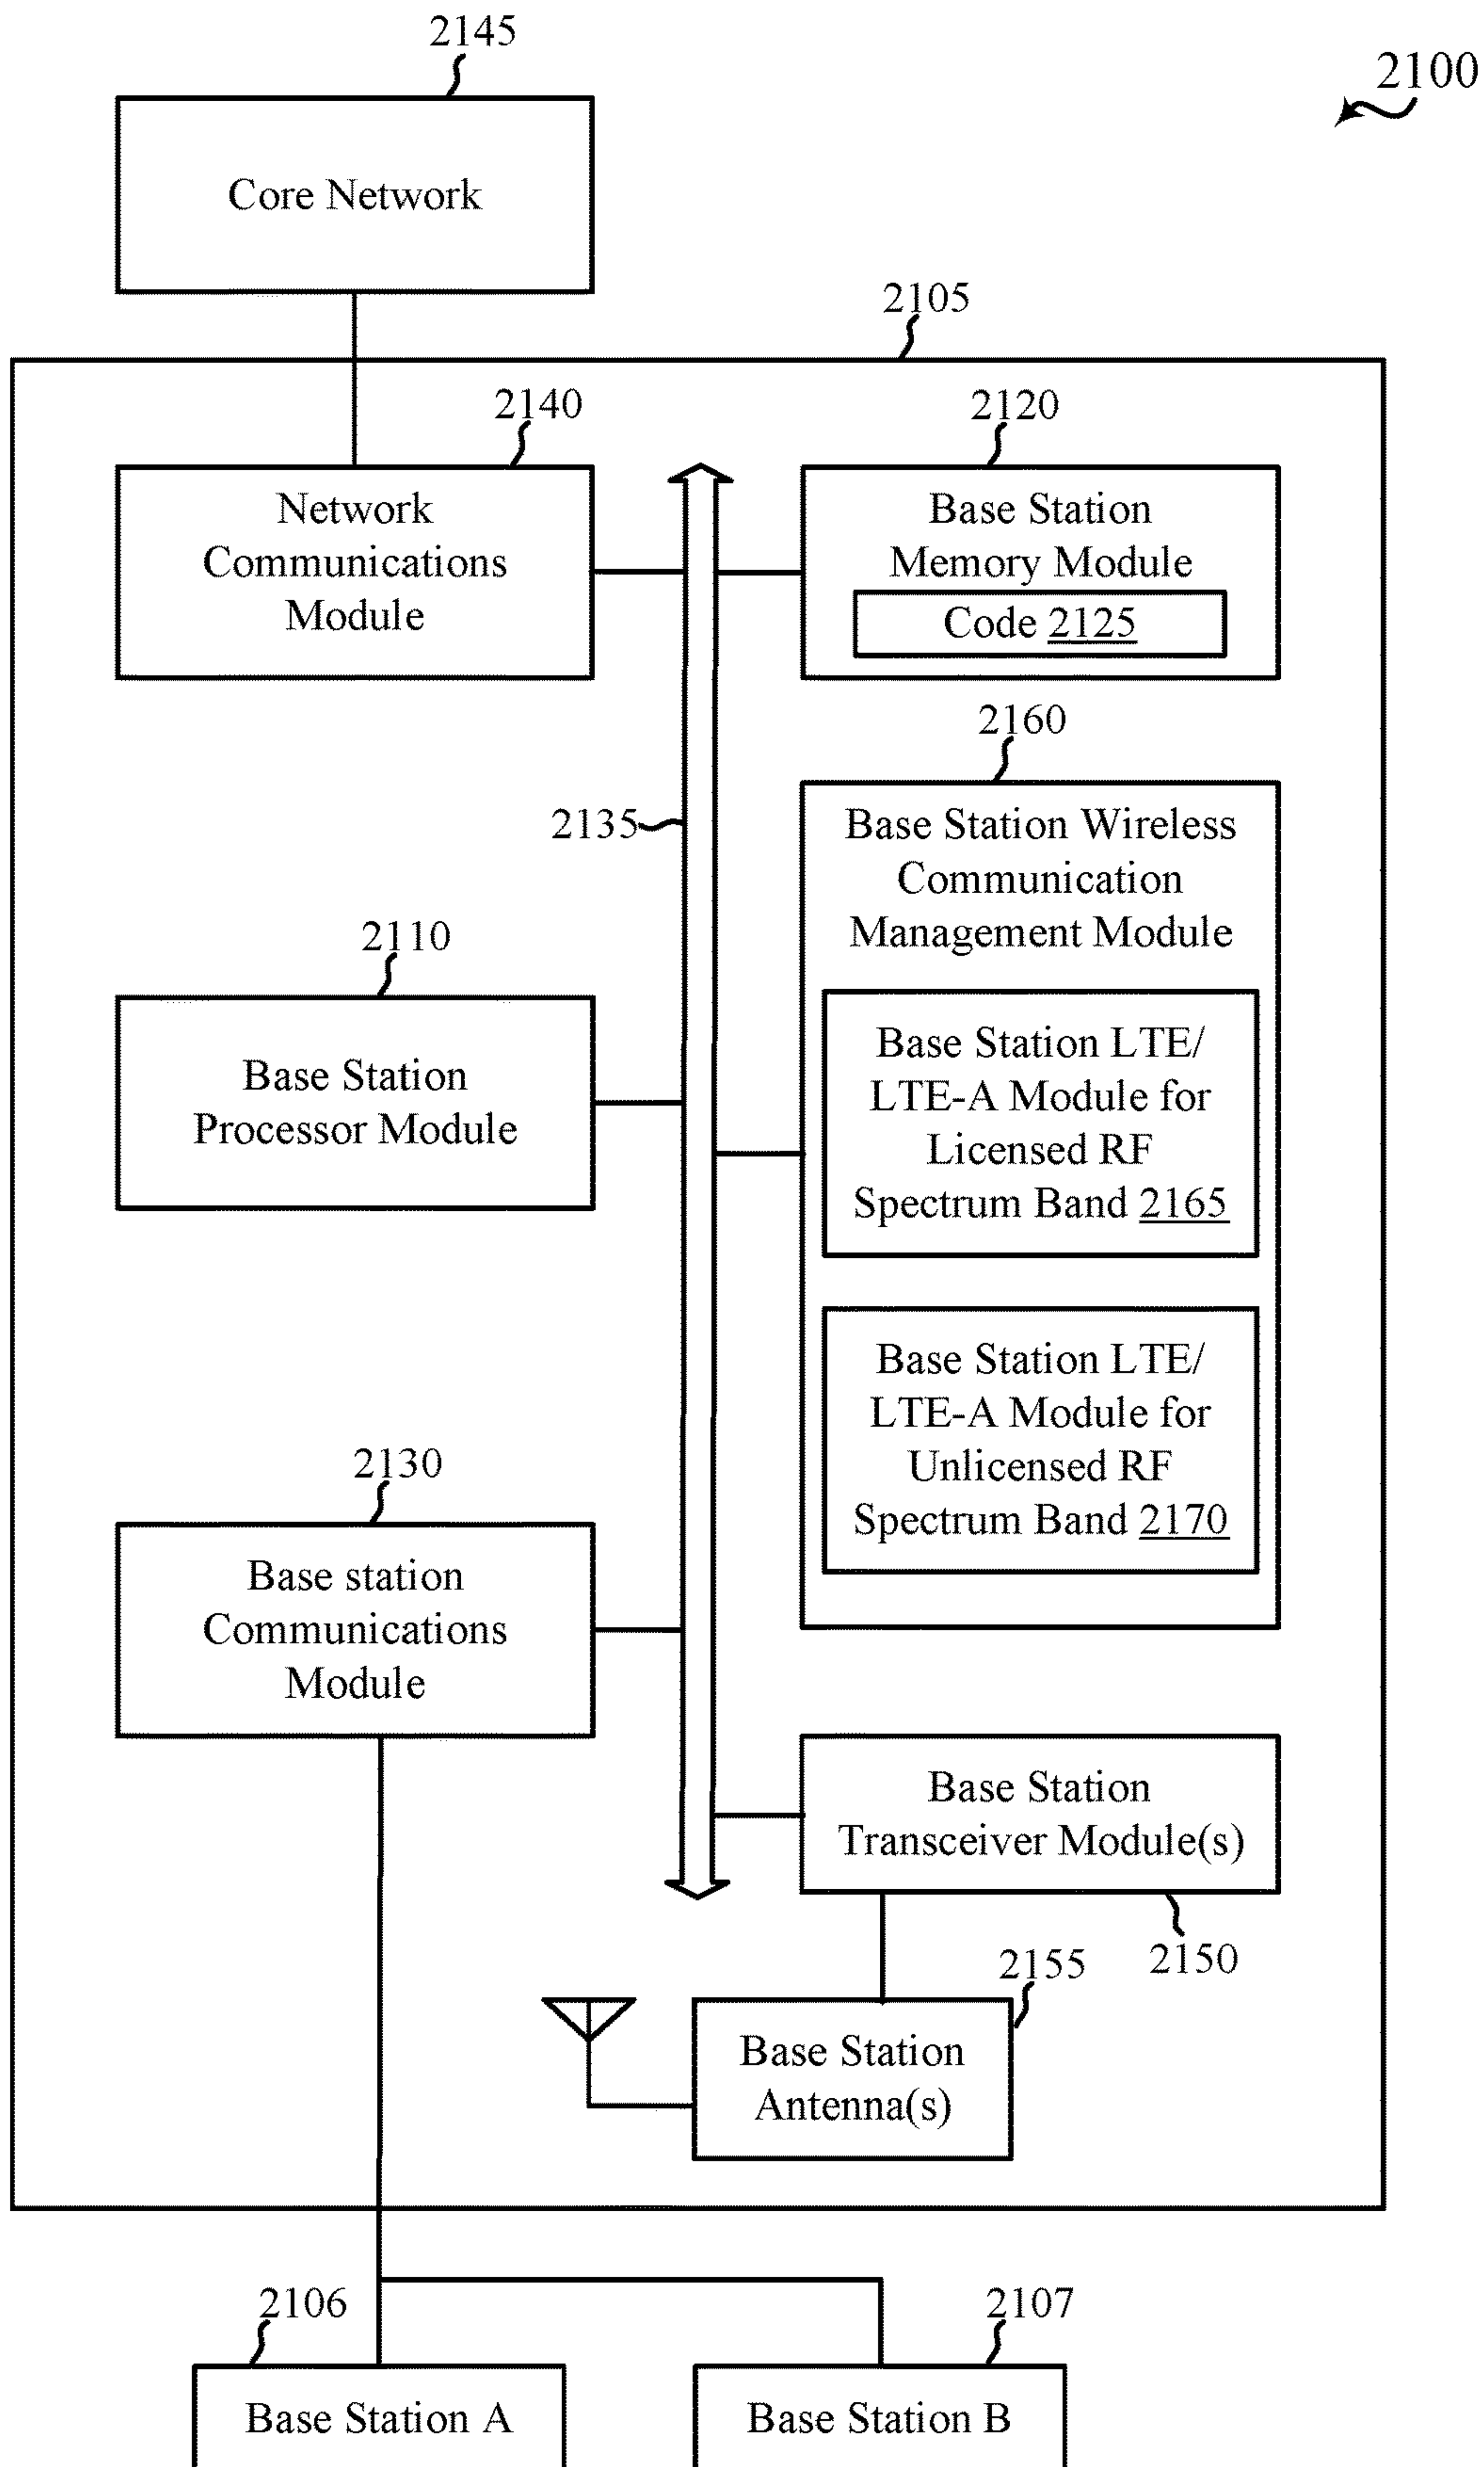 2145
2100
Core Network
2105
2140
Network
Communications
Module
2120
Base Station
Memory Module
Code 2125
2160
2135
Base Station Wireless
Communication
Management Module
2110
Base Station
Processor Module
Base Station LTE/
LTE-A Module for
Licensed RF
Spectrum Band 2165
Base Station LTE/
LTE-A Module for
Unlicensed RF
Spectrum Band 2170
2130
Base station
Communications
Module
Base Station
Transceiver Module(s)
2150
2155
Base Station
Antenna(s)
2106
2107
Base Station A
Base Station B